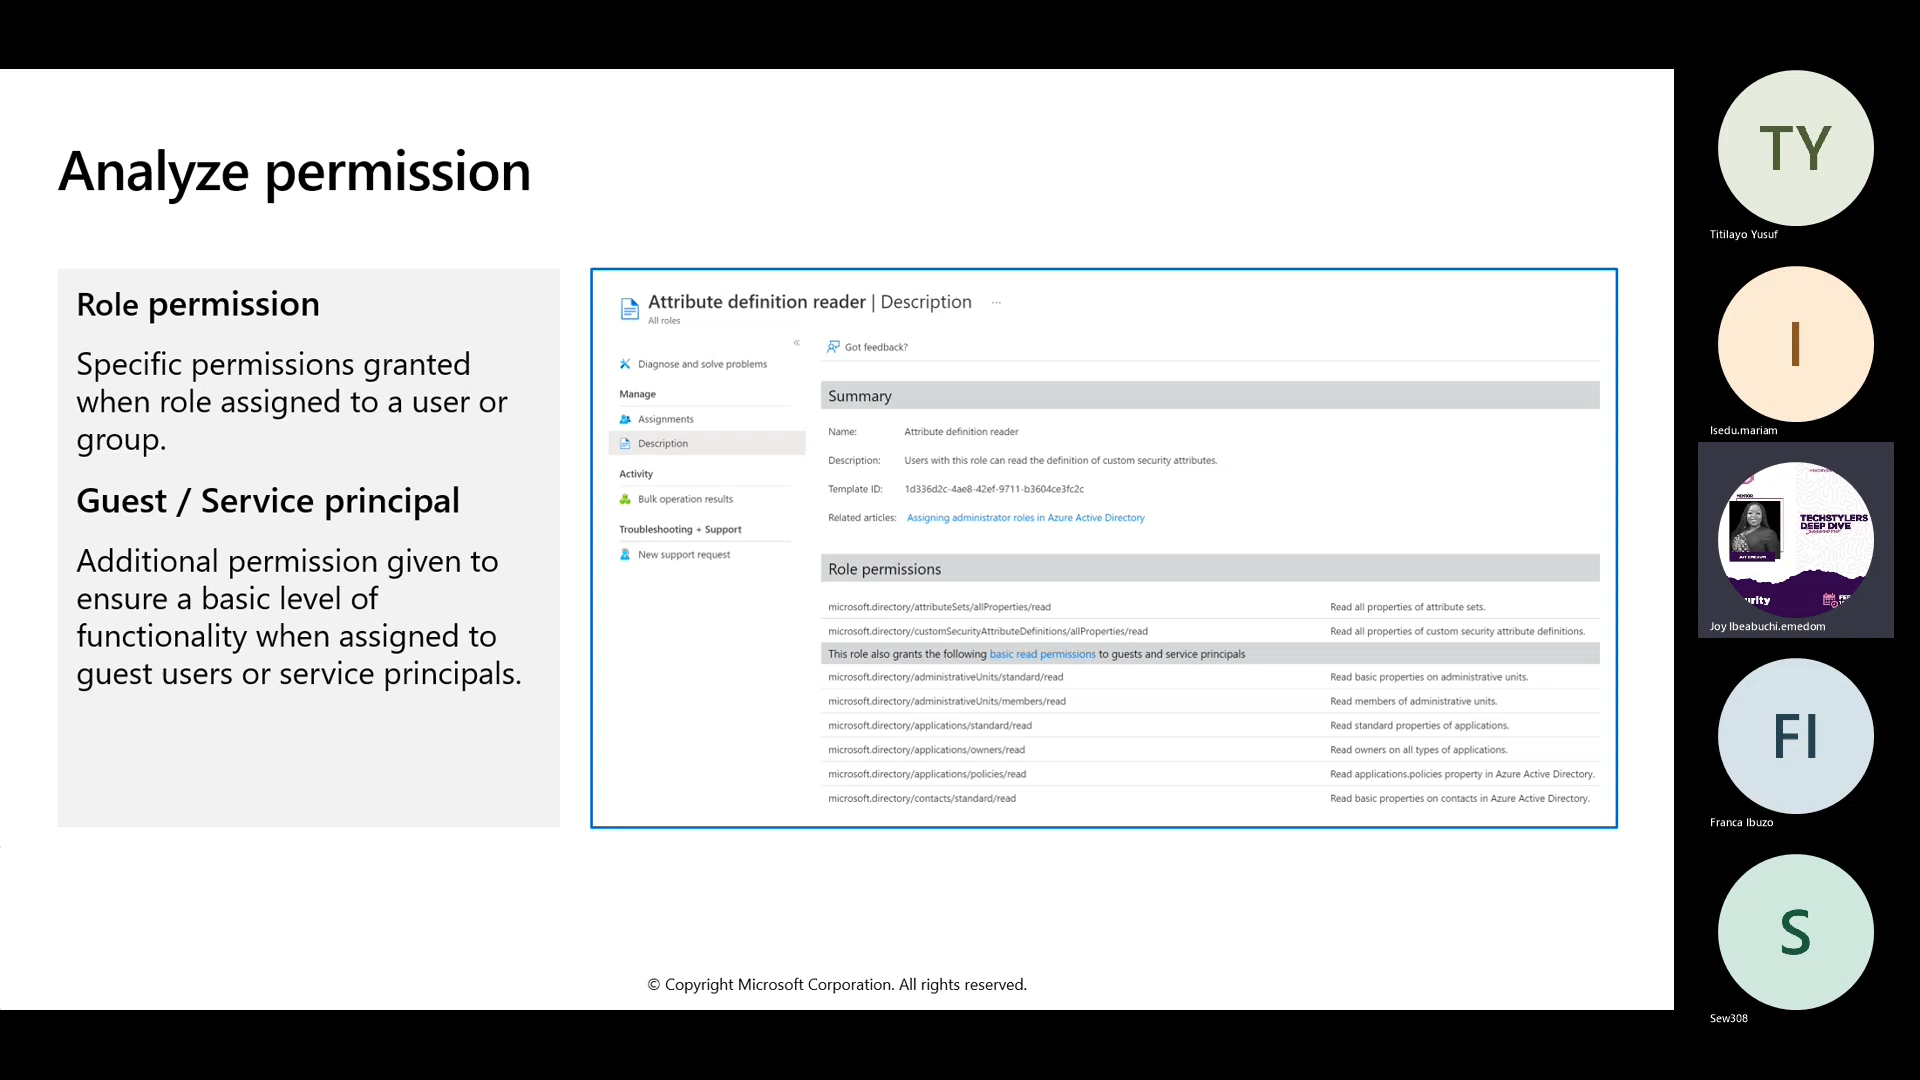 Analyze permission
Role permission
Specific permissions granted
when role assigned to a user or
group.
Guest / Service principal
Additional permission given to
ensure a basic level of
functionality when assigned to
guest users or service principals.
Attribute definition reader | Description ...
All roles
«
Got feedback?
Diagnose and solve problems
Manage
Assignments
Description
Activity
Bulk operation results
Troubleshooting + Support
New support request
Summary
Name: Attribute definition reader
Description: Users with this role can read the definition of custom security attributes.
Template ID: 1d336d2c-4ae8-42ef-9711-b3604ce3fc2c
Related articles: Assigning administrator roles in Azure Active Directory
Role permissions
microsoft.directory/attributeSets/allProperties/read Read all properties of attribute sets.
microsoft.directory/customSecurityAttributeDefinitions/allProperties/read Read all properties of custom security attribute definitions.
This role also grants the following basic read permissions to guests and service principals
microsoft.directory/administrativeUnits/standard/read Read basic properties on administrative units.
microsoft.directory/administrativeUnits/members/read Read members of administrative units.
microsoft.directory/applications/standard/read Read standard properties of applications.
microsoft.directory/applications/owners/read Read owners on all types of applications.
microsoft.directory/applications/policies/read Read applications.policies property in Azure Active Directory.
microsoft.directory/contacts/standard/read Read basic properties on contacts in Azure Active Directory.
© Copyright Microsoft Corporation. All rights reserved.
TY
Titilayo Yusuf
I
Isedu.mariam
MENTOR
TECHSTYLERS
DEEP DIVE
JOY EMEDOM
urity
FE
Joy Ibeabuchi.emedom
FI
Franca Ibuzo
S
Sew308